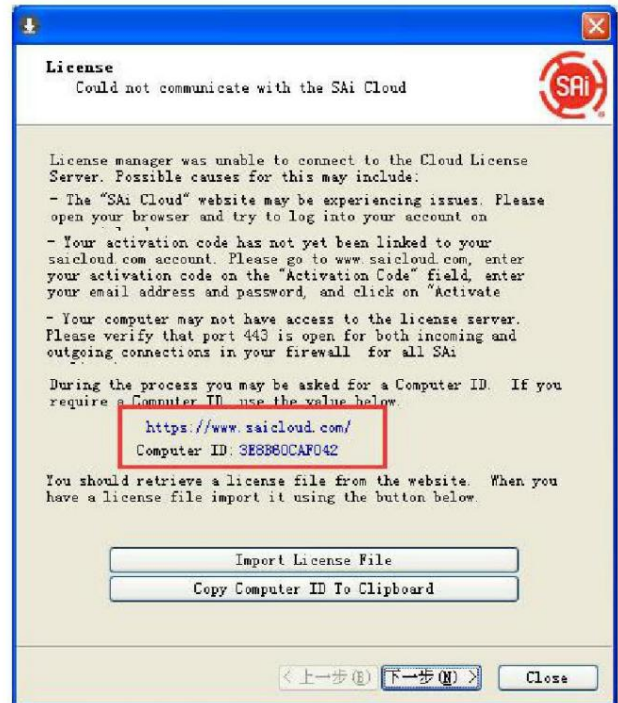 License
Could not communicate with the SAi Cloud
SAi
License manager was unable to connect to the Cloud License
Server. Possible causes for this may include:
- The "SAi Cloud" website may be experiencing issues. Please
open your browser and try to log into your account on
- Your activation code has not yet been linked to your
saicloud.com account. Please go to www.saicloud.com, enter
your activation code on the "Activation Code" field, enter
your email address and password, and click on "Activate
- Your computer may not have access to the license server.
Please verify that port 443 is open for both incoming and
outgoing connections in your firewall for all SAi
During the process you may be asked for a Computer ID. If you
require a Computer ID, use the value below.
https://www.saicloud.com/
Computer ID: 3E8B60CAF042
You should retrieve a license file from the website. When you
have a license file import it using the button below.
Import License File
Copy Computer ID To Clipboard
< 上一步(B) 下一步(N) > Close